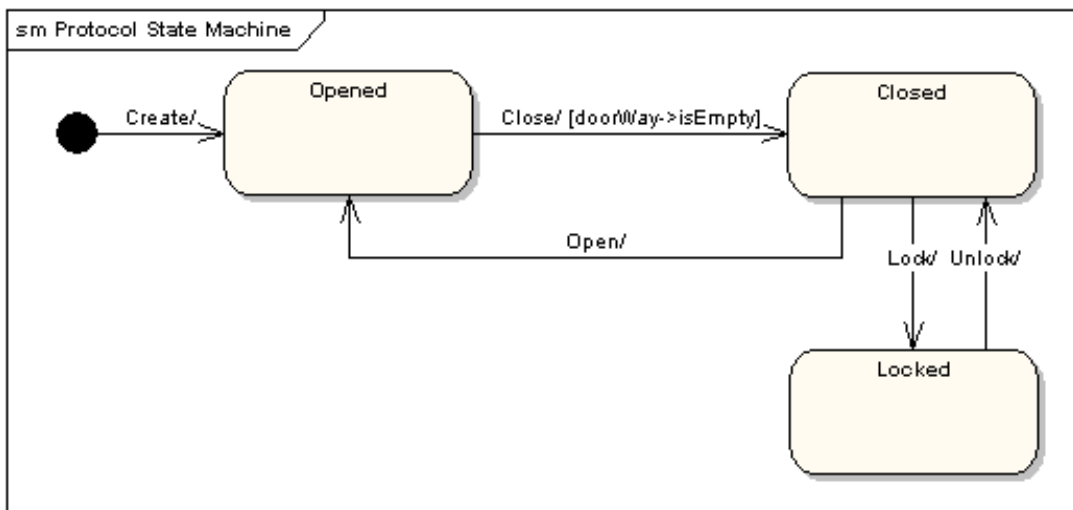 sm Protocol State Machine
Opened
Closed
Create/
Close/ [doorWay->isEmpty]
Open/
Lock/
Unlock/
Locked